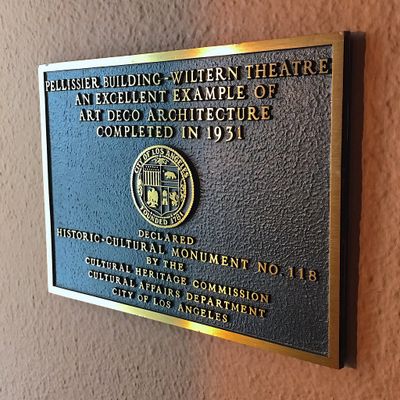 PELLISSIER BUILDING-WILTERN THEATRE
AN EXCELLENT EXAMPLE OF
ART DECO ARCHITECTURE
COMPLETED IN 1931
CITY OF LOS ANGELES
FOUNDED 1781
DECLARED
HISTORIC-CULTURAL MONUMENT NO. 118
BY THE
CULTURAL HERITAGE COMMISSION
CULTURAL AFFAIRS DEPARTMENT
CITY OF LOS ANGELES